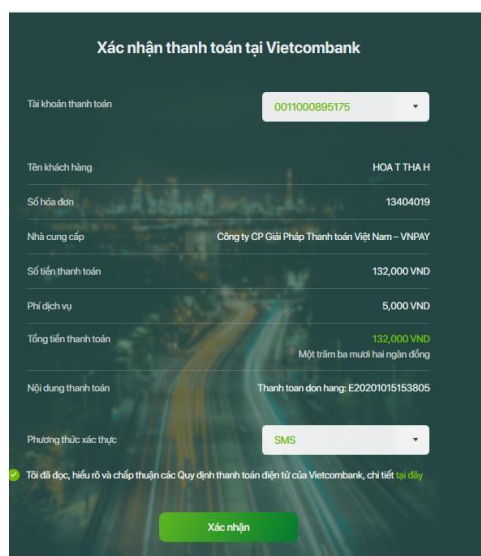 Xác nhận thanh toán tại Vietcombank
Tài khoản thanh toán 0011000895175
Tên khách hàng HOA T THA H
Số hóa đơn 13404019
Nhà cung cấp Công ty CP Giải Pháp Thanh toán Việt Nam – VNPAY
Số tiền thanh toán 132,000 VND
Phí dịch vụ 5,000 VND
Tổng tiền thanh toán 132,000 VND
Một trăm ba mươi hai ngàn đồng
Nội dung thanh toán Thanh toan don hang: E20201015153805
Phương thức xác thực SMS
Tôi đã đọc, hiểu rõ và chấp thuận các Quy định thanh toán điện tử của Vietcombank, chi tiết tại đây
Xác nhận